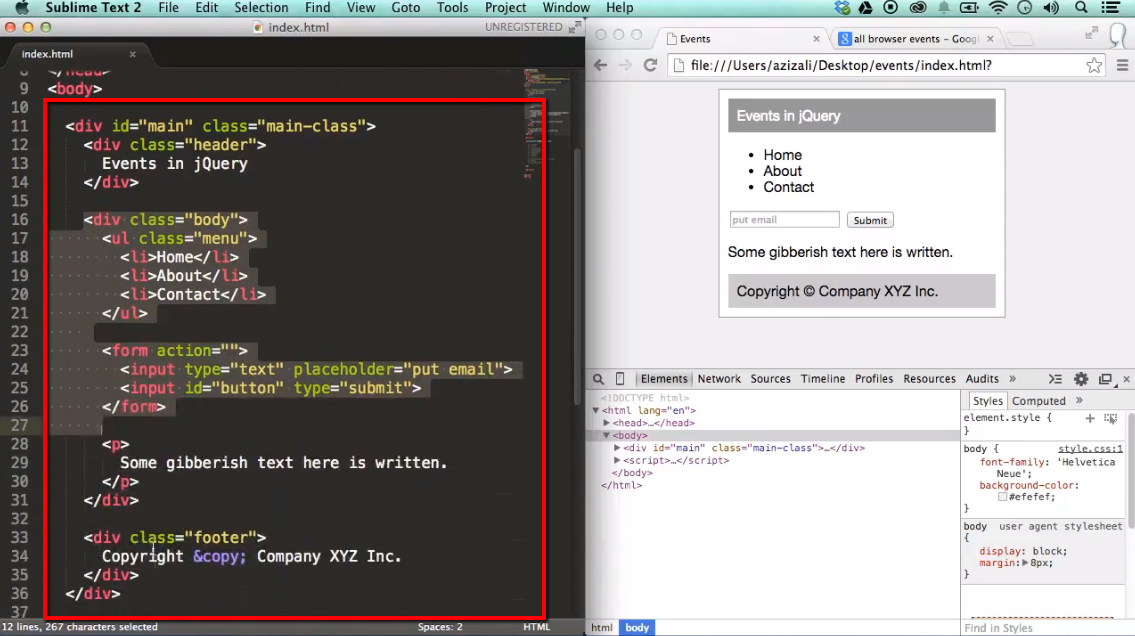 Sublime Text 2 File Edit Selection Find View Goto Tools Project Window Help
index.html UNREGISTERED
index.html ×
8 </head>
9 <body>
10
11 <div id="main" class="main-class">
12 <div class="header">
13 Events in jQuery
14 </div>
15
16 <div class="body">
17 <ul class="menu">
18 <li>Home</li>
19 <li>About</li>
20 <li>Contact</li>
21 </ul>
22
23 <form action="">
24 <input type="text" placeholder="put email">
25 <input id="button" type="submit">
26 </form>
27
28 <p>
29 Some gibberish text here is written.
30 </p>
31 </div>
32
33 <div class="footer">
34 Copyright &copy; Company XYZ Inc.
35 </div>
36 </div>
37
12 lines, 267 characters selected Spaces: 2 HTML
Events × all browser events – Googl ×
file:///Users/azizali/Desktop/events/index.html?
Events in jQuery
• Home
• About
• Contact
put email Submit
Some gibberish text here is written.
Copyright © Company XYZ Inc.
Elements Network Sources Timeline Profiles Resources Audits »
<!DOCTYPE html>
<html lang="en">
<head>…</head>
<body>
<div id="main" class="main-class">…</div>
<script>…</script>
</body>
</html>
html body
Styles Computed »
element.style {
}
body { style.css:1
font-family: 'Helvetica
Neue';
background-color:
#efefef;
}
body user agent stylesheet
{
display: block;
margin: 8px;
}
Find in Styles